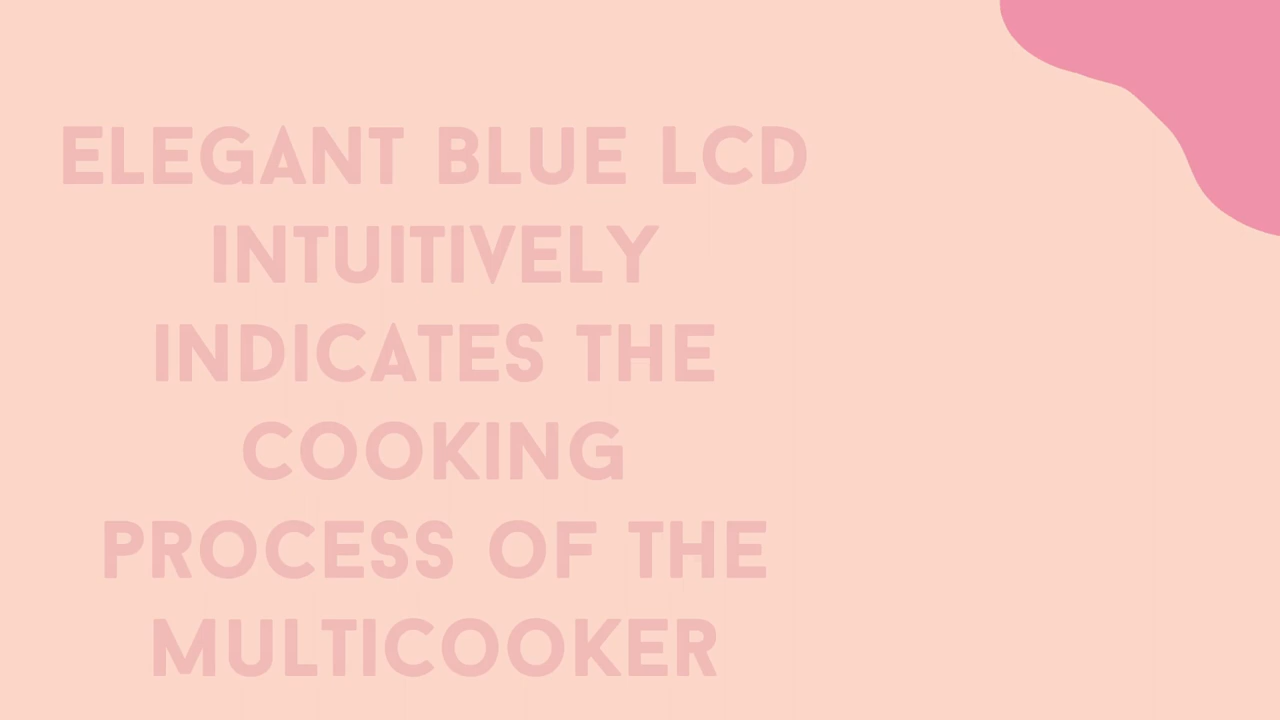 ELEGANT BLUE LCD
INTUITIVELY
INDICATES THE
COOKING
PROCESS OF THE
MULTICOOKER